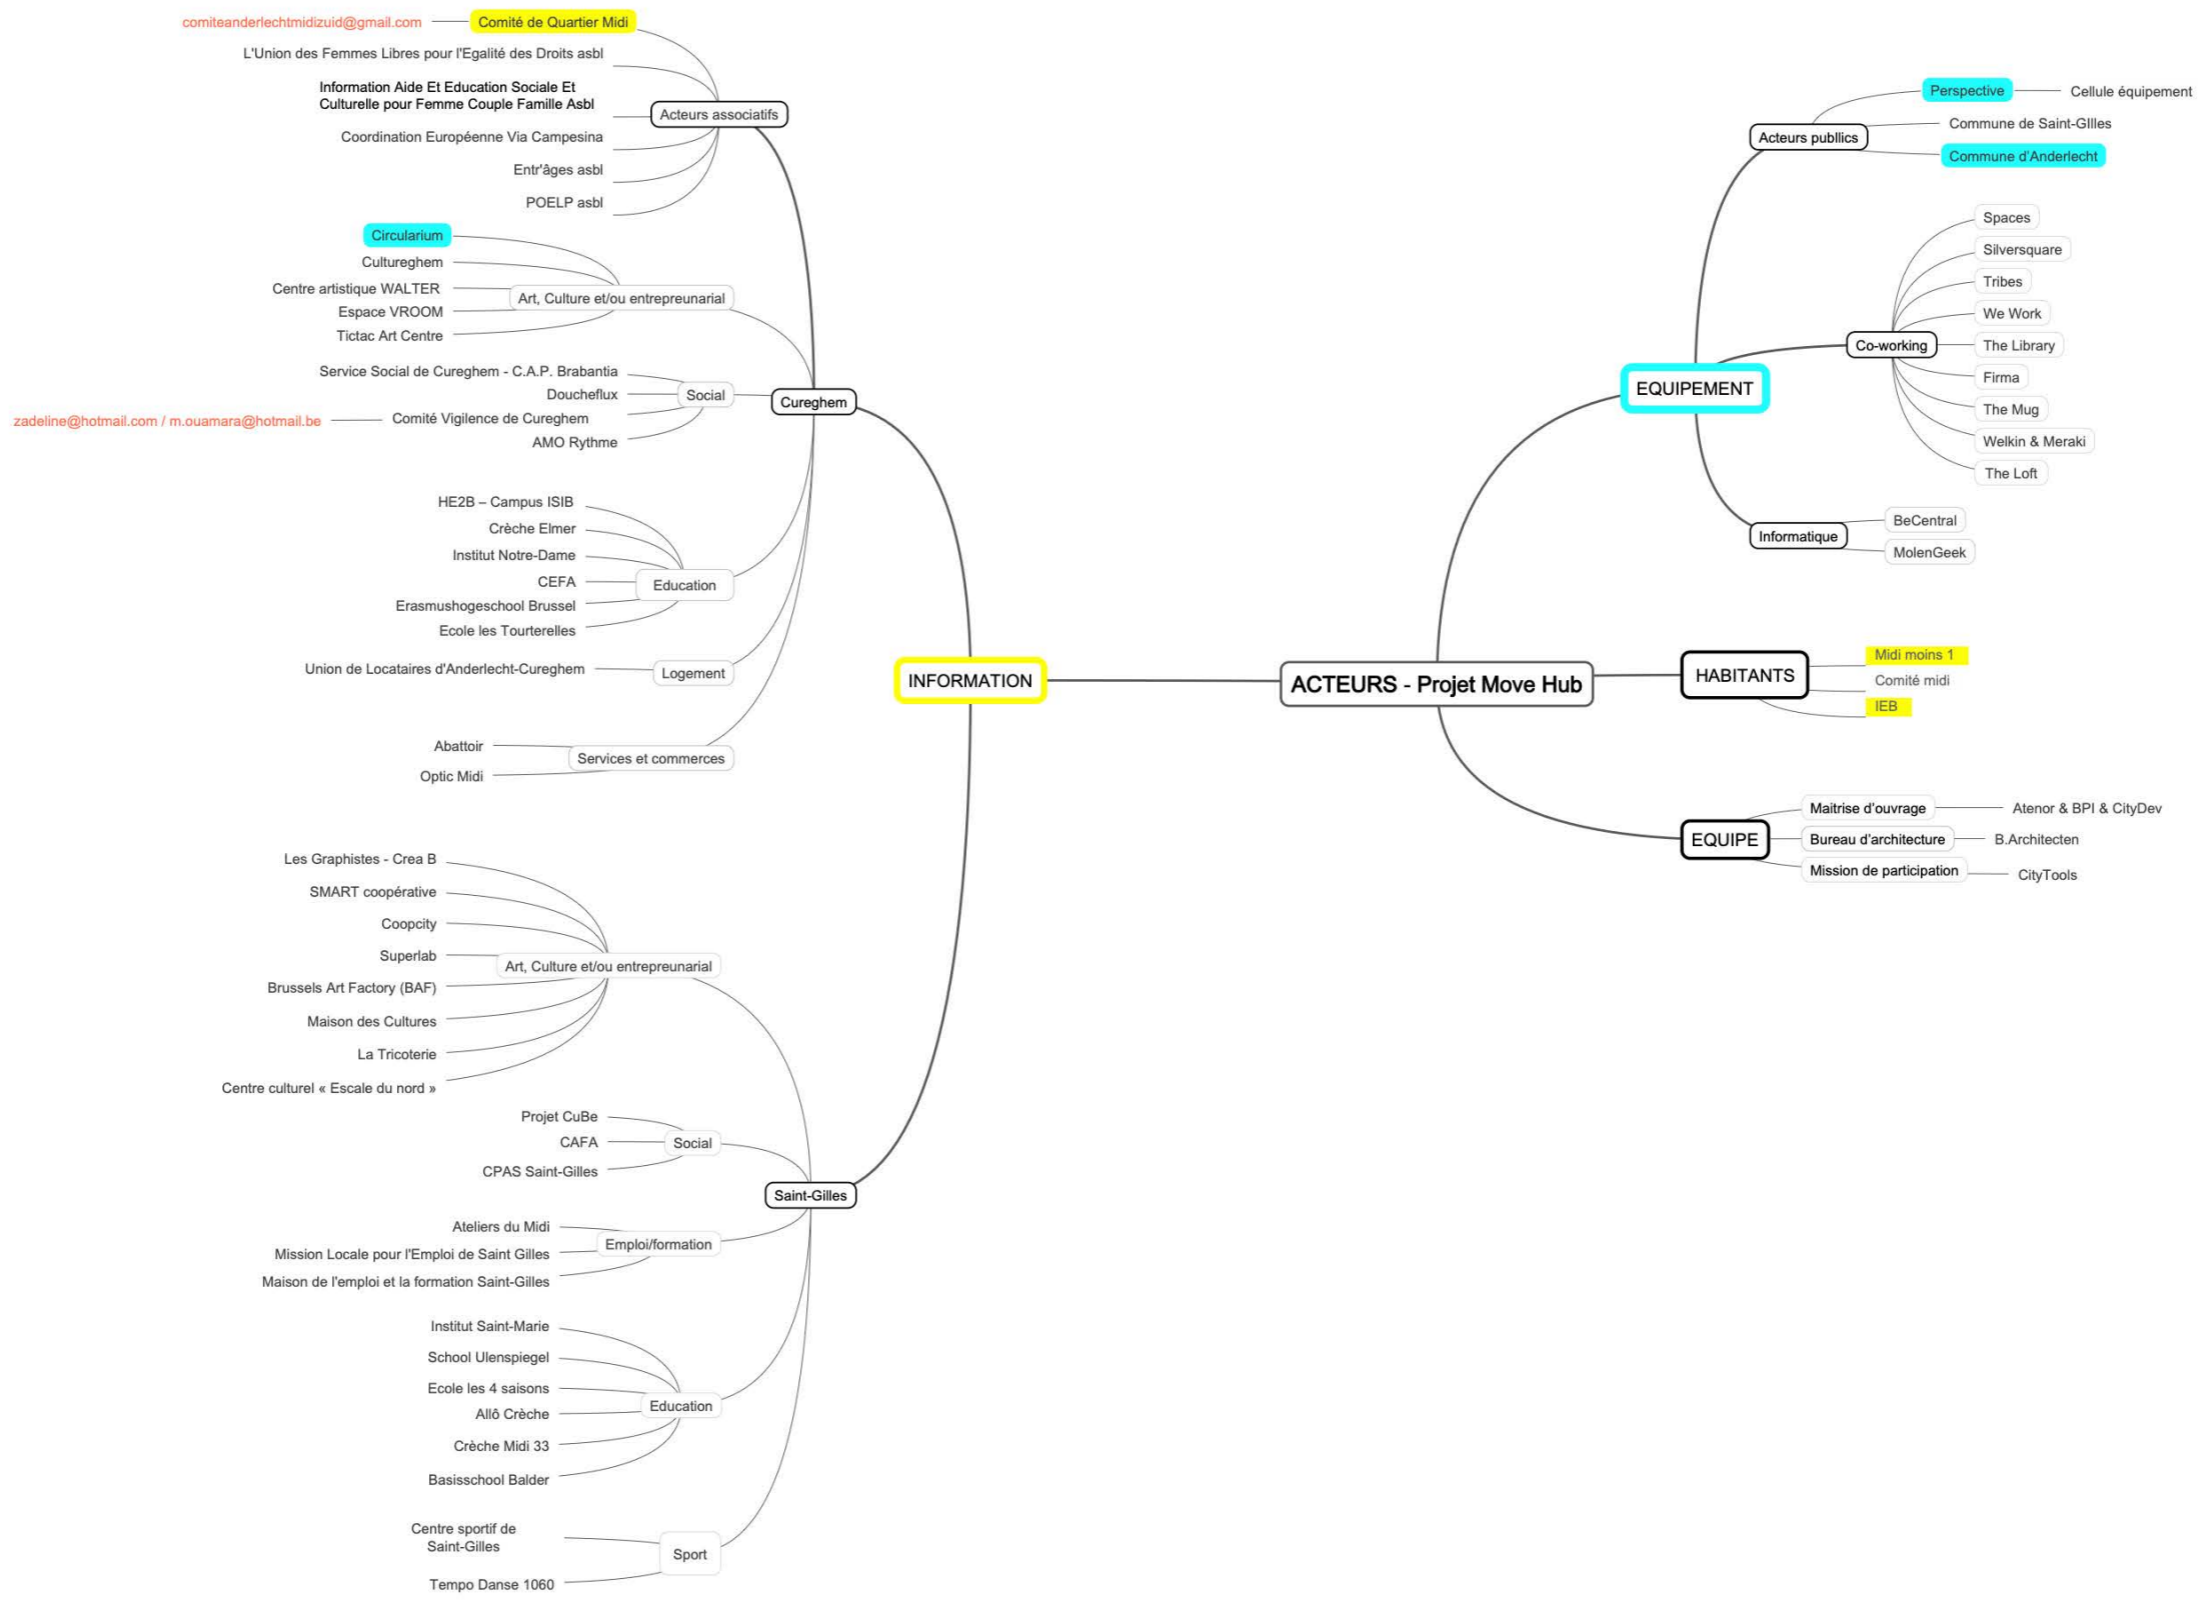 comiteanderlechtmidizuid@gmail.com
Comité de Quartier Midi
L'Union des Femmes Libres pour l'Egalité des Droits asbl
Information Aide Et Education Sociale Et
Culturelle pour Femme Couple Famille Asbl
Acteurs associatifs
Coordination Européenne Via Campesina
Entr'âges asbl
POELP asbl
Circularium
Cultureghem
Centre artistique WALTER
Art, Culture et/ou entrepreunarial
Espace VROOM
Tictac Art Centre
Service Social de Cureghem - C.A.P. Brabantia
Doucheflux
Social
Cureghem
zadeline@hotmail.com / m.ouamara@hotmail.be
Comité Vigilence de Cureghem
AMO Rythme
HE2B – Campus ISIB
Crèche Elmer
Institut Notre-Dame
CEFA
Education
Erasmushogeschool Brussel
Ecole les Tourterelles
Union de Locataires d'Anderlecht-Cureghem
Logement
Abattoir
Services et commerces
Optic Midi
INFORMATION
Les Graphistes - Crea B
SMART coopérative
Coopcity
Superlab
Art, Culture et/ou entrepreunarial
Brussels Art Factory (BAF)
Maison des Cultures
La Tricoterie
Centre culturel « Escale du nord »
Projet CuBe
CAFA
Social
CPAS Saint-Gilles
Saint-Gilles
Ateliers du Midi
Emploi/formation
Mission Locale pour l'Emploi de Saint Gilles
Maison de l'emploi et la formation Saint-Gilles
Institut Saint-Marie
School Ulenspiegel
Ecole les 4 saisons
Education
Allô Crèche
Crèche Midi 33
Basisschool Balder
Centre sportif de
Saint-Gilles
Sport
Tempo Danse 1060
ACTEURS - Projet Move Hub
EQUIPEMENT
Acteurs publlics
Perspective
Cellule équipement
Commune de Saint-GIlles
Commune d'Anderlecht
Co-working
Spaces
Silversquare
Tribes
We Work
The Library
Firma
The Mug
Welkin & Meraki
The Loft
Informatique
BeCentral
MolenGeek
HABITANTS
Midi moins 1
Comité midi
IEB
EQUIPE
Maitrise d'ouvrage
Atenor & BPI & CityDev
Bureau d'architecture
B.Architecten
Mission de participation
CityTools